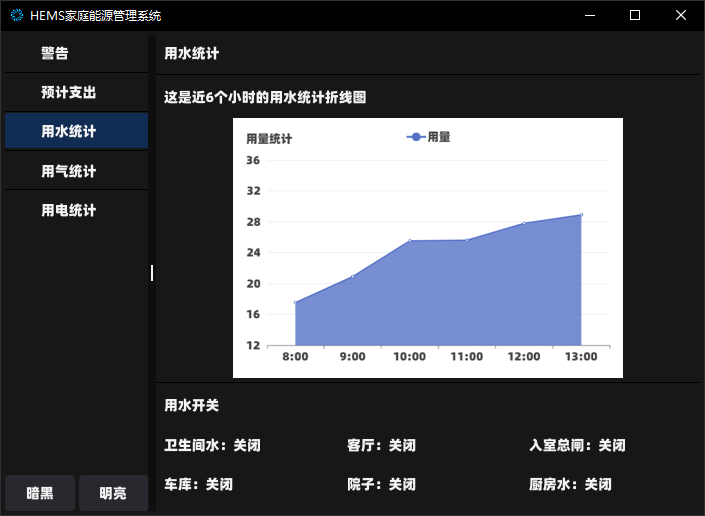 HEMS家庭能源管理系统
警告
预计支出
用水统计
用气统计
用电统计
暗黑 明亮
用水统计
这是近6个小时的用水统计折线图
用量统计 用量
36
32
28
24
20
16
12
8:00 9:00 10:00 11:00 12:00 13:00
用水开关
卫生间水：关闭 客厅：关闭 入室总闸：关闭
车库：关闭 院子：关闭 厨房水：关闭